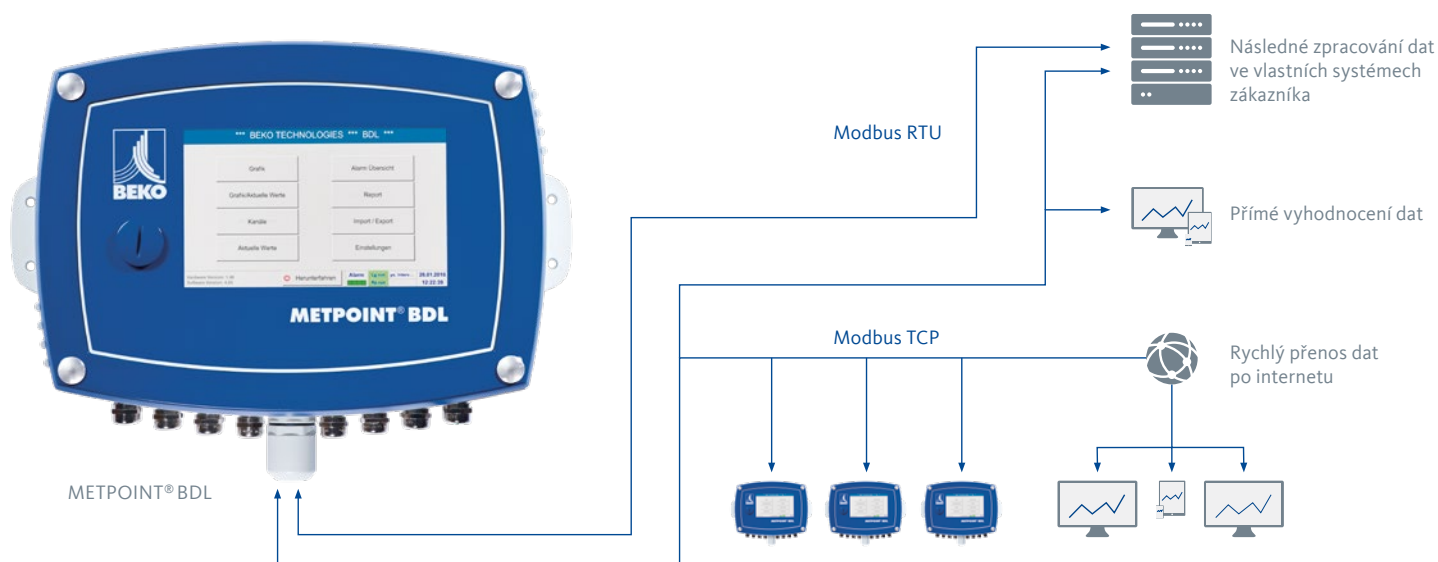 *** BEKO TECHNOLOGIES *** BDL ***
Grafik
Alarm Übersicht
Grafik/Aktuelle Werte
Report
Kanäle
Import / Export
Aktuelle Werte
Einstellungen
Herunterfahren
Alarm
28.01.2016
12:22:38
BEKO
METPOINT® BDL
METPOINT® BDL
Modbus RTU
Následné zpracování dat
ve vlastních systémech
zákazníka
Přímé vyhodnocení dat
Modbus TCP
Rychlý přenos dat
po internetu